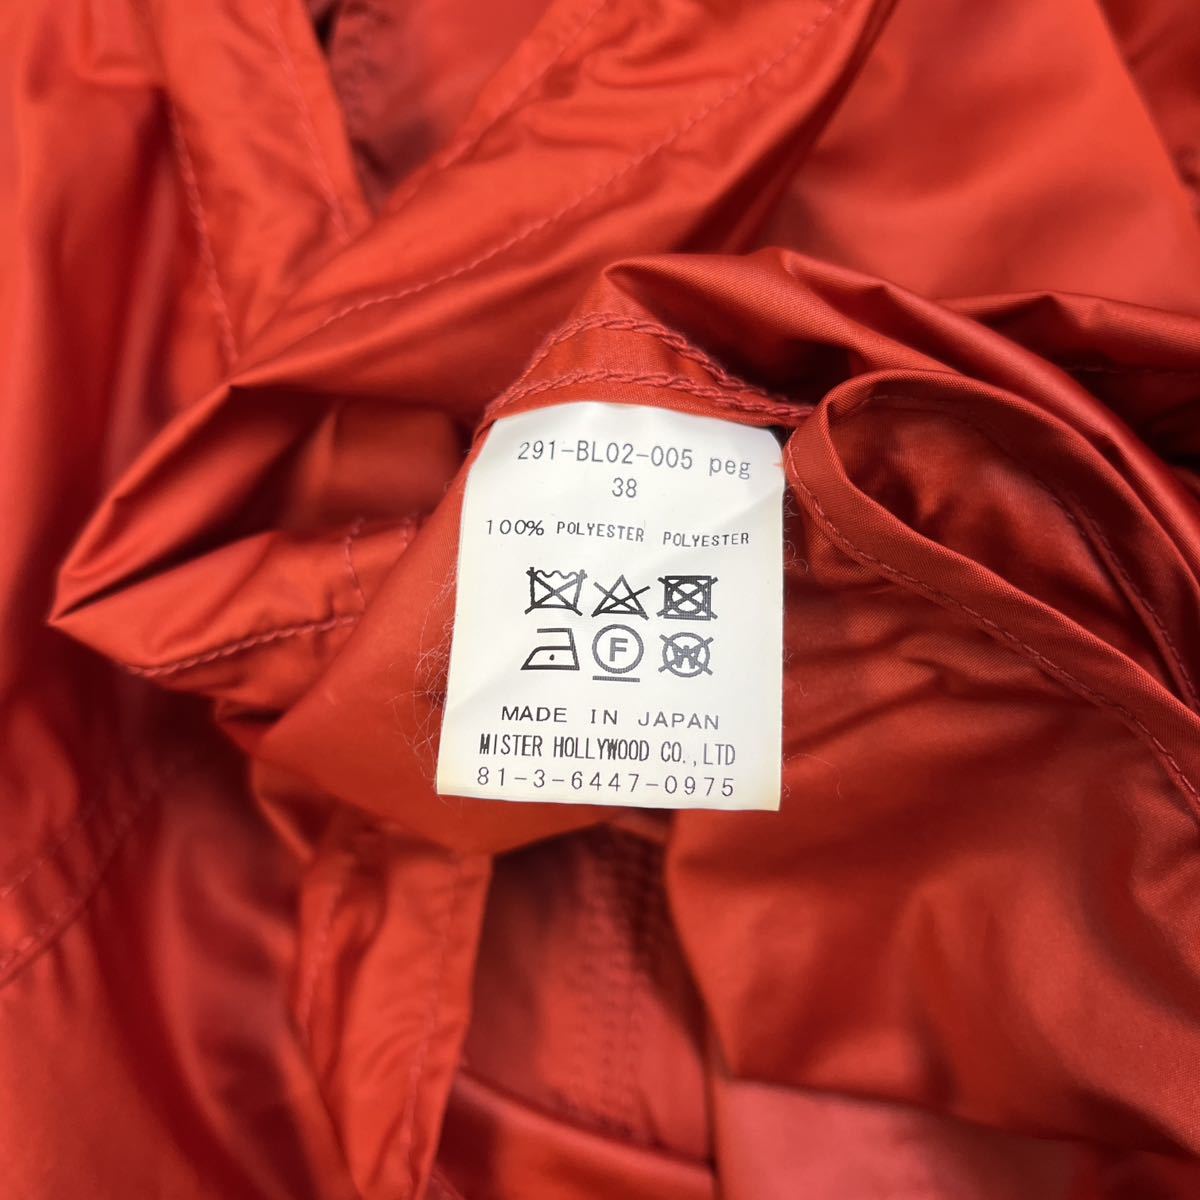 291-BL02-005 peg
38
100% POLYESTER POLYESTER
F W
MADE IN JAPAN
MISTER HOLLYWOOD CO.,LTD
81-3-6447-0975